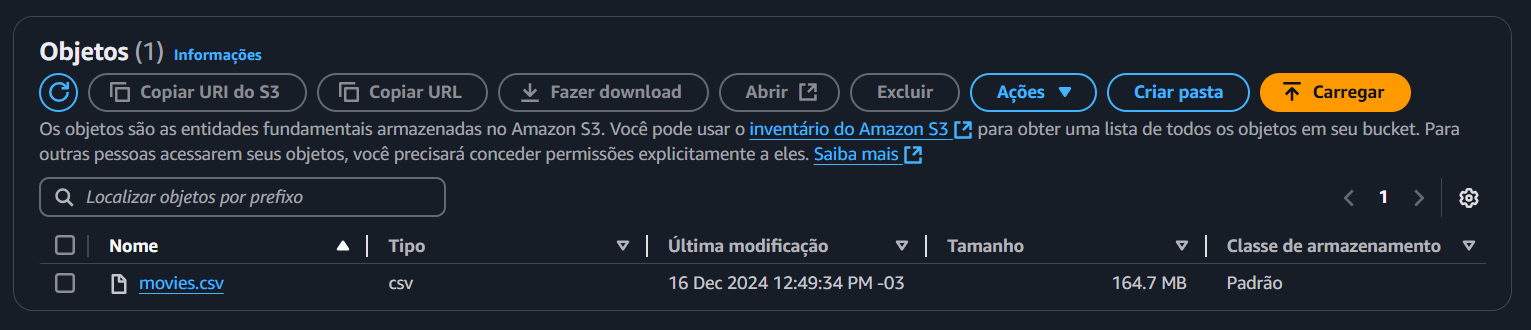 Objetos (1) Informações
Copiar URI do S3 Copiar URL Fazer download Abrir Excluir Ações Criar pasta Carregar
Os objetos são as entidades fundamentais armazenadas no Amazon S3. Você pode usar o inventário do Amazon S3 para obter uma lista de todos os objetos em seu bucket. Para
outras pessoas acessarem seus objetos, você precisará conceder permissões explicitamente a eles. Saiba mais
Localizar objetos por prefixo 1
Nome Tipo Última modificação Tamanho Classe de armazenamento
movies.csv csv 16 Dec 2024 12:49:34 PM -03 164.7 MB Padrão